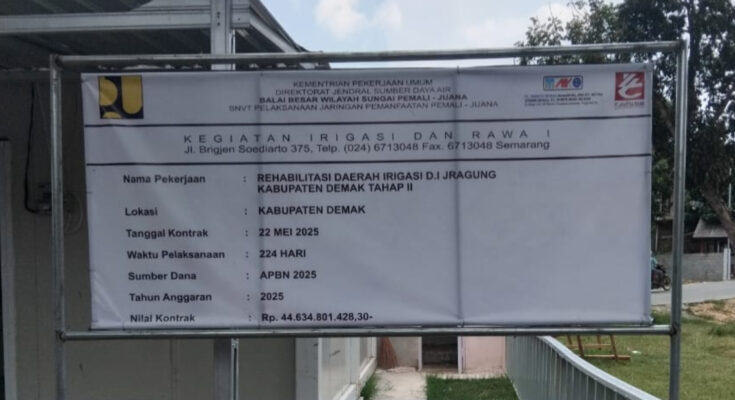 KEMENTRIAN PEKERJAAN UMUM
DIREKTORAT JENDRAL SUMBER DAYA AIR
BALAI BESAR WILAYAH SUNGAI PEMALI - JUANA
SNVT PELAKSANAAN JARINGAN PEMANFAATAN PEMALI - JUANA
KEGIATAN IRIGASI DAN RAWA I
Jl. Brigjen Soediarto 375, Telp. (024) 6713048 Fax. 6713048 Semarang
Nama Pekerjaan : REHABILITASI DAERAH IRIGASI D.I JRAGUNG
KABUPATEN DEMAK TAHAP II
Lokasi : KABUPATEN DEMAK
Tanggal Kontrak : 22 MEI 2025
Waktu Pelaksanaan : 224 HARI
Sumber Dana : APBN 2025
Tahun Anggaran : 2025
Nilai Kontrak : Rp. 44.634.801.428,30-